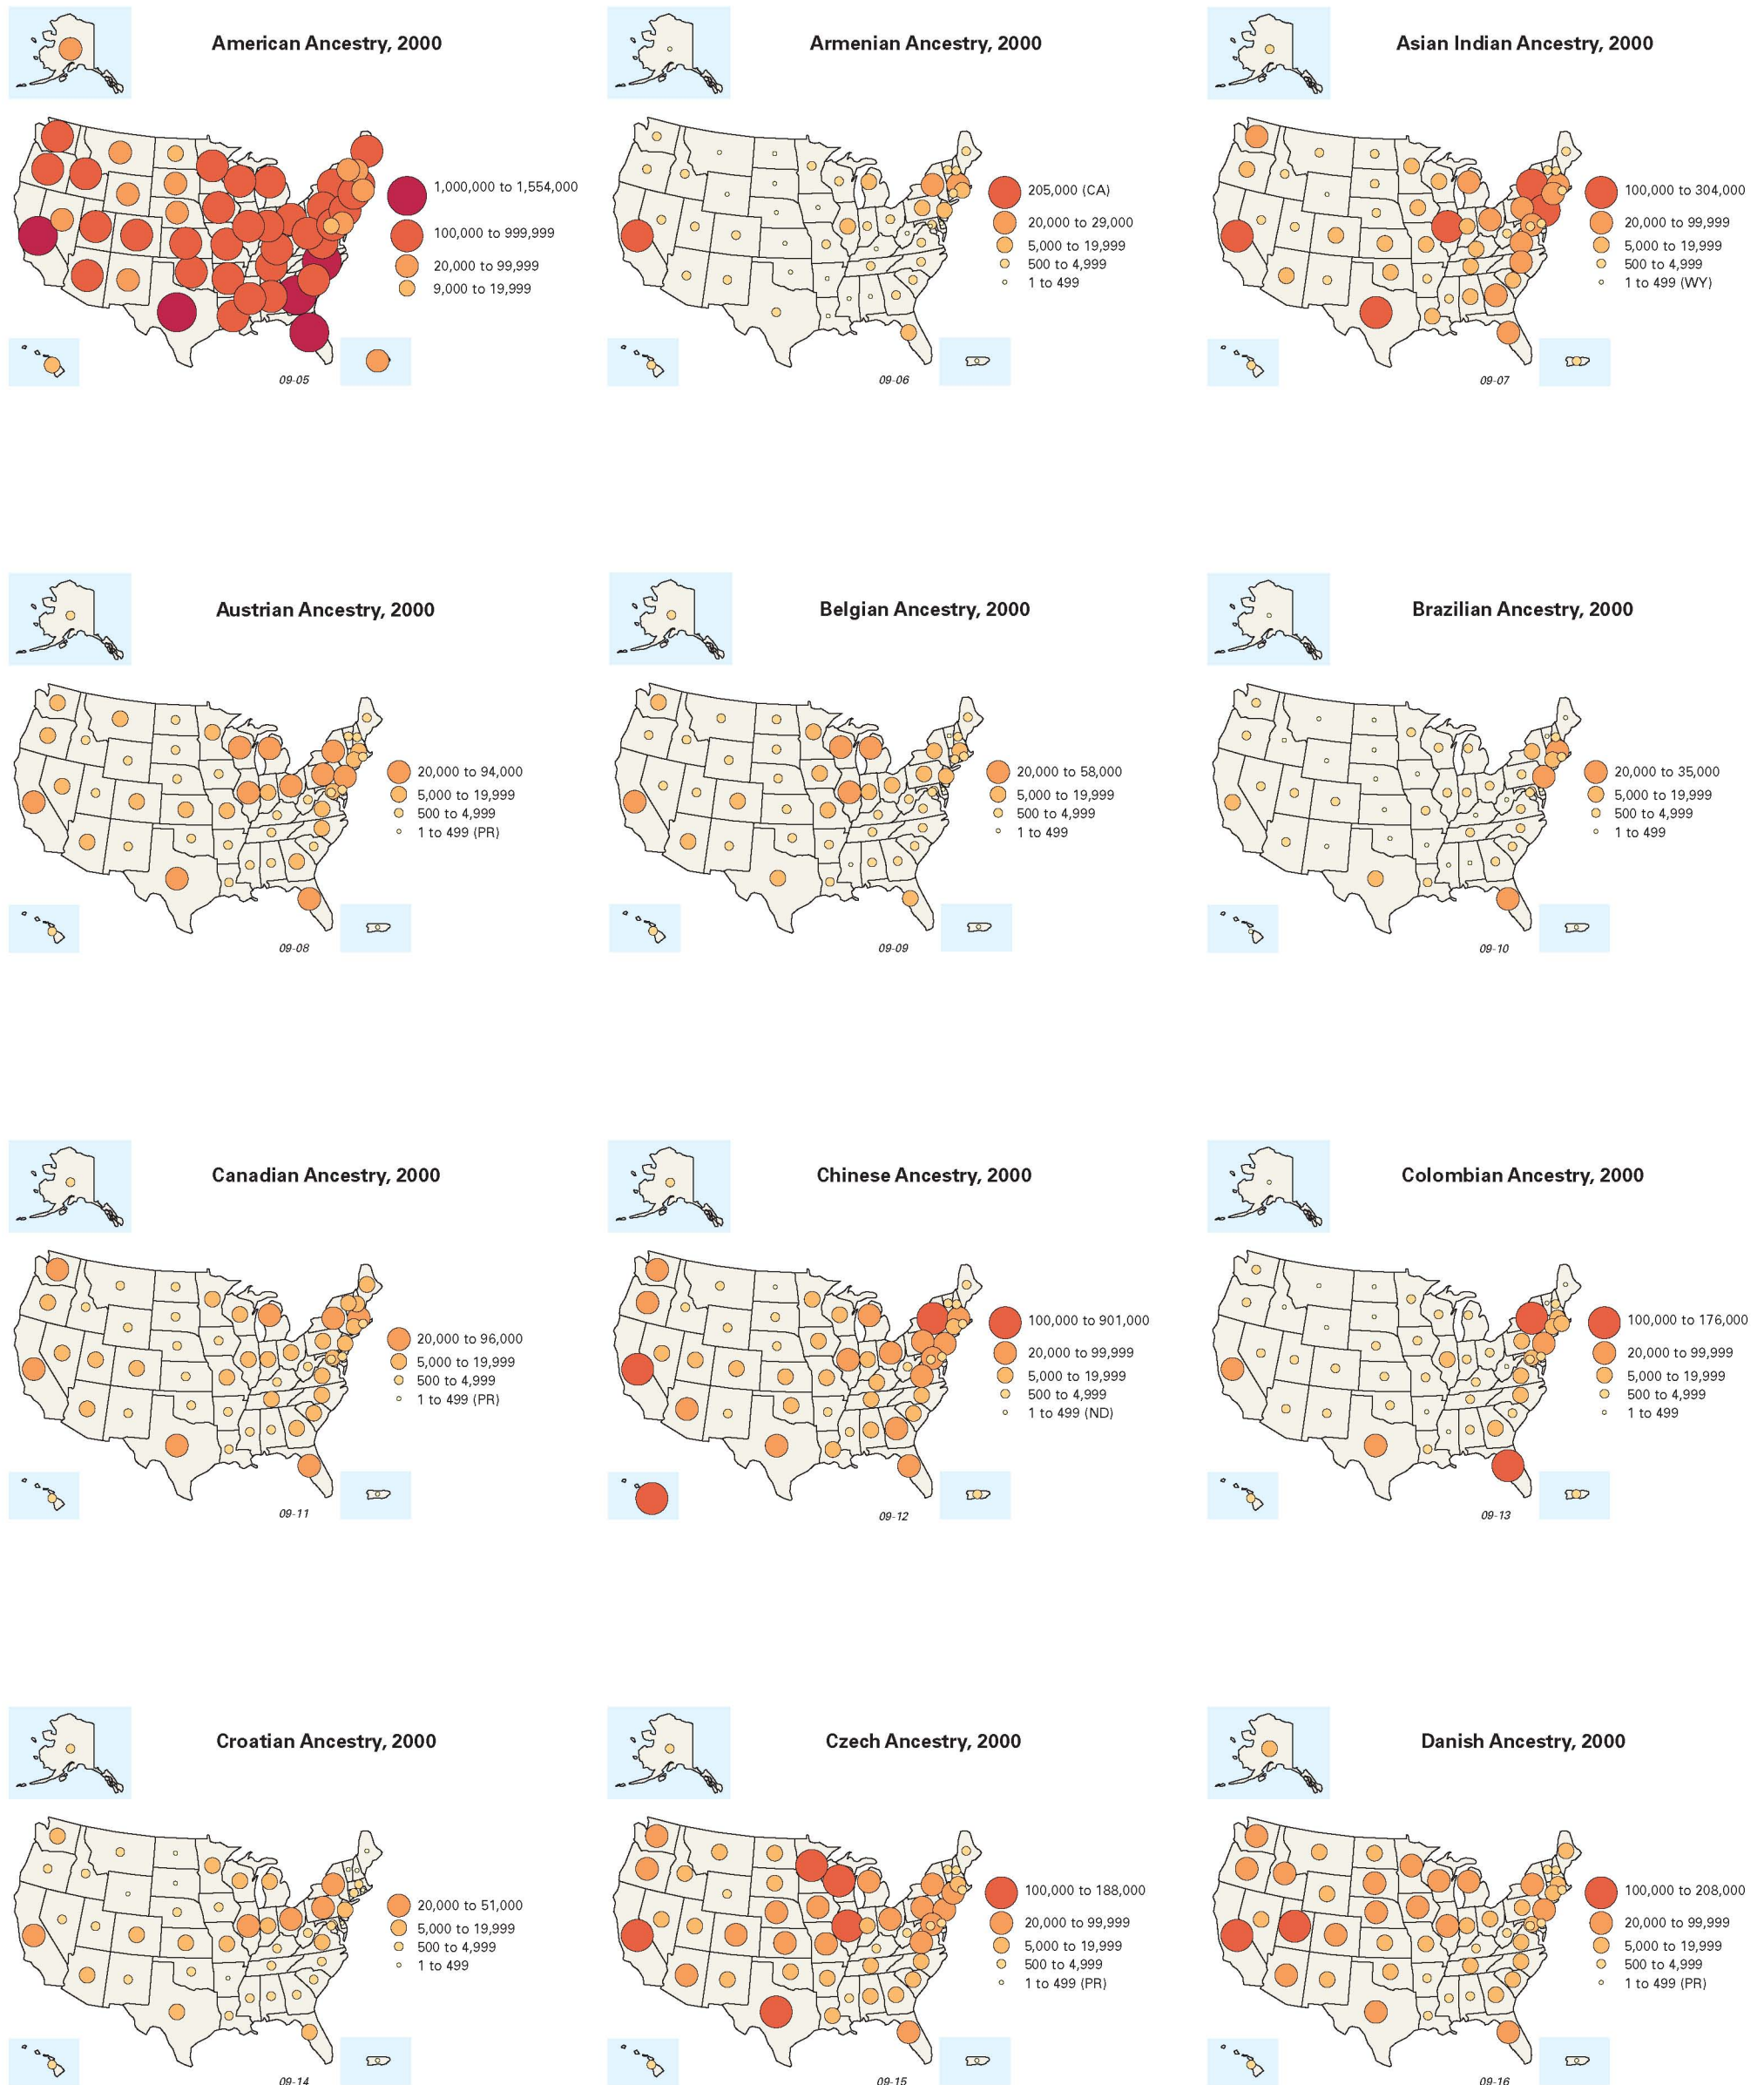 American Ancestry, 2000
1,000,000 to 1,554,000
100,000 to 999,999
20,000 to 99,999
9,000 to 19,999
09-05
Armenian Ancestry, 2000
205,000 (CA)
20,000 to 29,000
5,000 to 19,999
500 to 4,999
1 to 499
09-06
Asian Indian Ancestry, 2000
100,000 to 304,000
20,000 to 99,999
5,000 to 19,999
500 to 4,999
1 to 499 (WY)
09-07
Austrian Ancestry, 2000
20,000 to 94,000
5,000 to 19,999
500 to 4,999
1 to 499 (PR)
09-08
Belgian Ancestry, 2000
20,000 to 58,000
5,000 to 19,999
500 to 4,999
1 to 499
09-09
Brazilian Ancestry, 2000
20,000 to 35,000
5,000 to 19,999
500 to 4,999
1 to 499
09-10
Canadian Ancestry, 2000
20,000 to 96,000
5,000 to 19,999
500 to 4,999
1 to 499 (PR)
09-11
Chinese Ancestry, 2000
100,000 to 901,000
20,000 to 99,999
5,000 to 19,999
500 to 4,999
1 to 499 (ND)
09-12
Colombian Ancestry, 2000
100,000 to 176,000
20,000 to 99,999
5,000 to 19,999
500 to 4,999
1 to 499
09-13
Croatian Ancestry, 2000
20,000 to 51,000
5,000 to 19,999
500 to 4,999
1 to 499
09-14
Czech Ancestry, 2000
100,000 to 188,000
20,000 to 99,999
5,000 to 19,999
500 to 4,999
1 to 499 (PR)
09-15
Danish Ancestry, 2000
100,000 to 208,000
20,000 to 99,999
5,000 to 19,999
500 to 4,999
1 to 499 (PR)
09-16